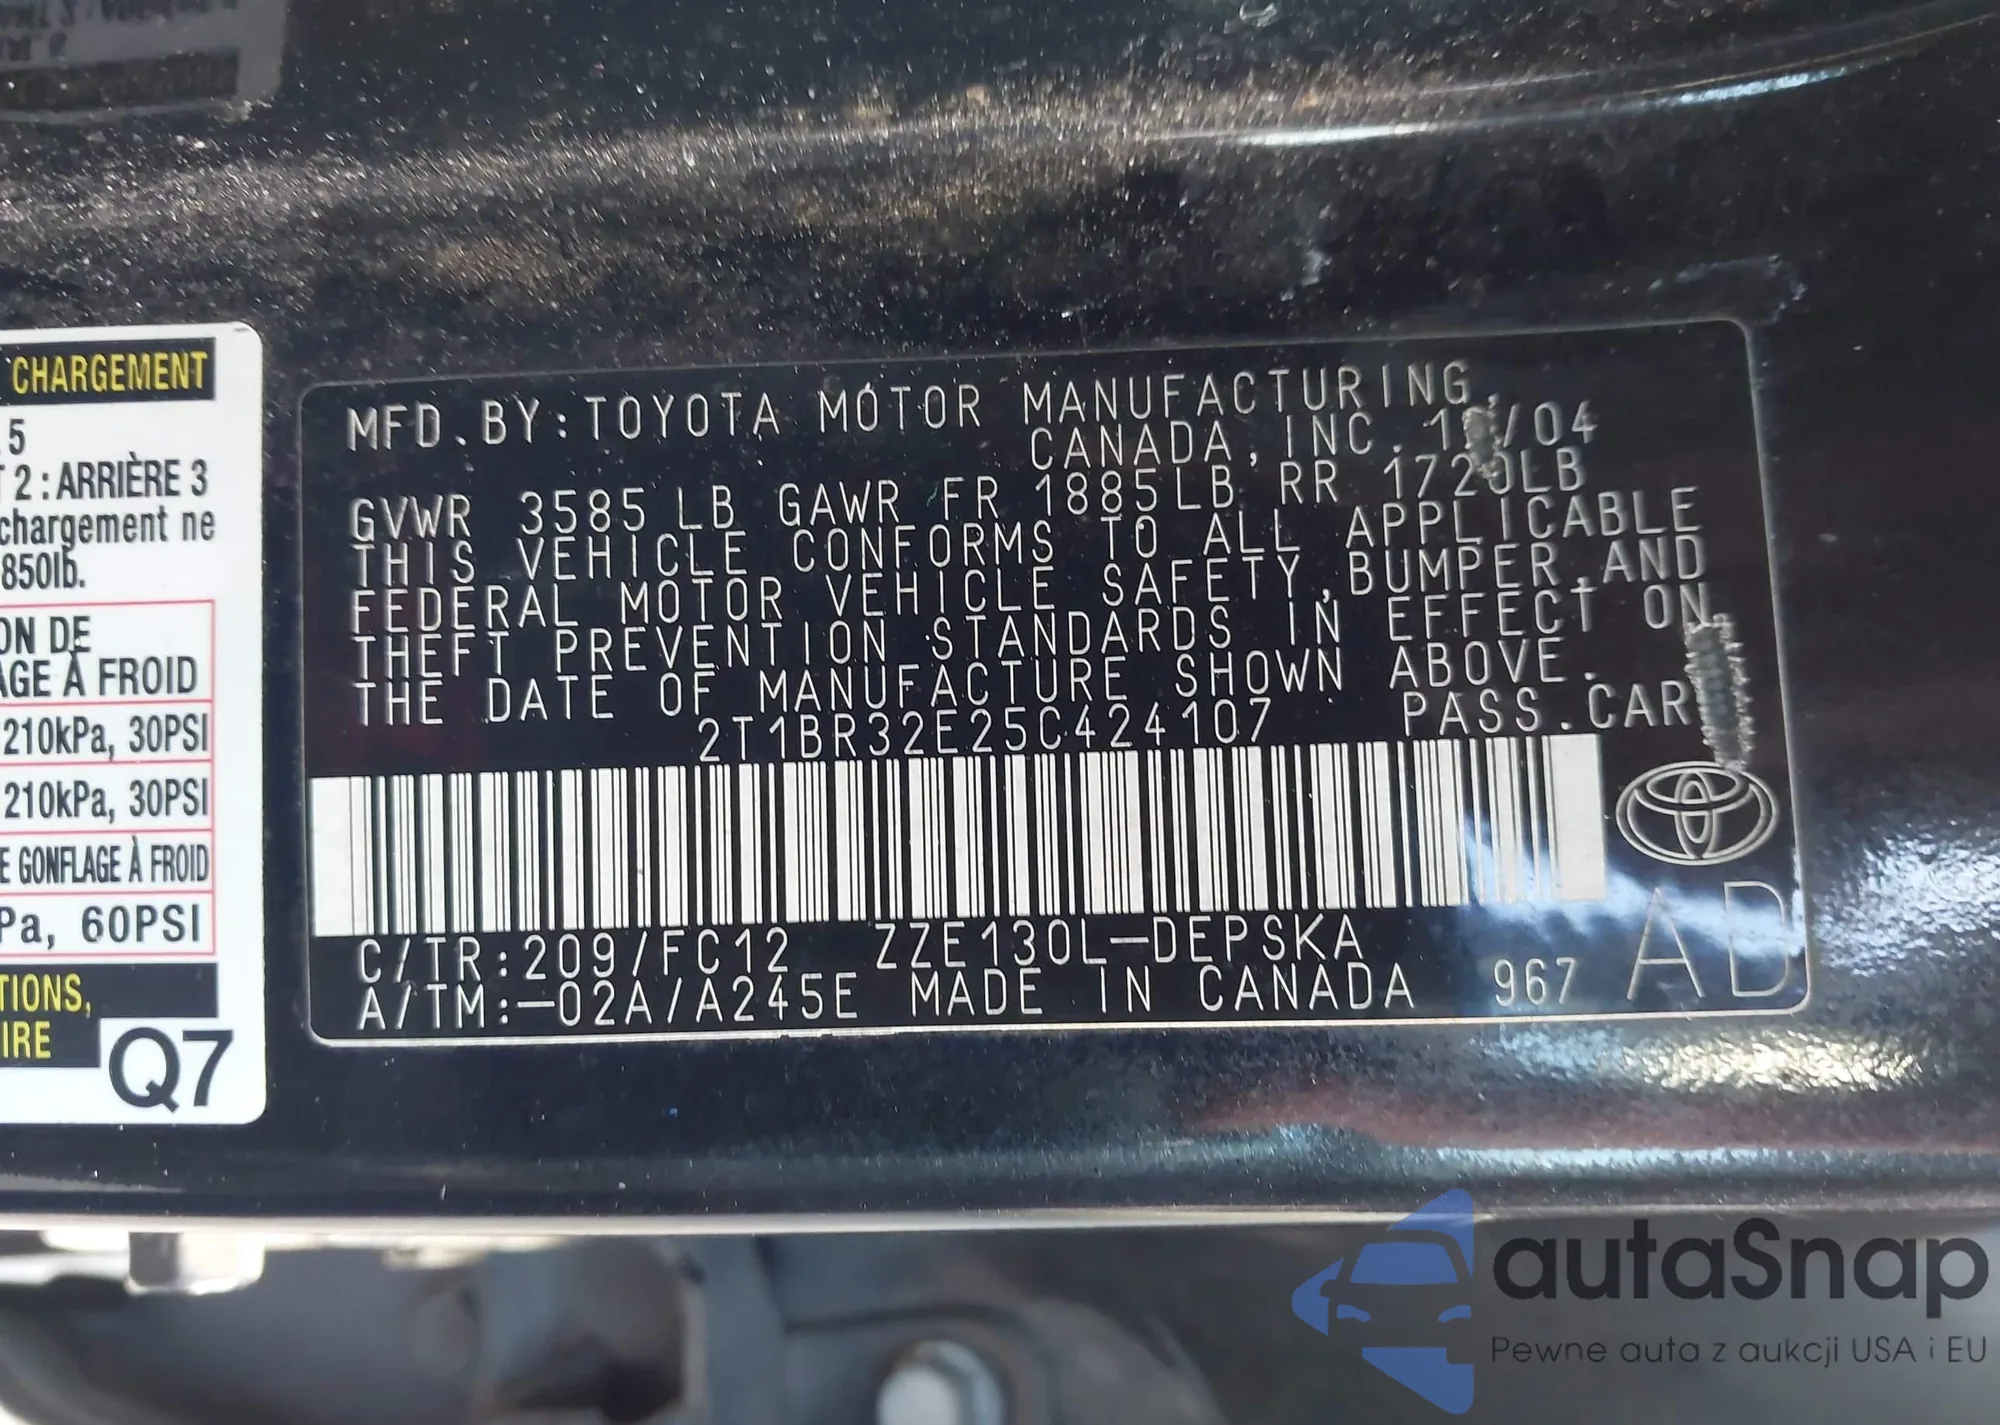 CHARGEMENT
5
T 2 : ARRIÈRE 3
chargement ne
850lb.
ON DE
AGE À FROID
210kPa, 30PSI
210kPa, 30PSI
E GONFLAGE À FROID
Pa, 60PSI
TIONS,
IRE
Q7
MFD.BY:TOYOTA MOTOR MANUFACTURING,
CANADA,INC. /04
GVWR 3585LB GAWR FR 1885LB RR 1720LB
THIS VEHICLE CONFORMS TO ALL APPLICABLE
FEDERAL MOTOR VEHICLE SAFETY,BUMPER,AND
THEFT PREVENTION STANDARDS IN EFFECT ON
THE DATE OF MANUFACTURE SHOWN ABOVE.
2T1BR32E25C424107 PASS.CAR
C/TR:209/FC12 ZZE130L-DEPSKA
A/TM:-02A/A245E MADE IN CANADA 967 AD
autaSnap
Pewne auta z aukcji USA i EU